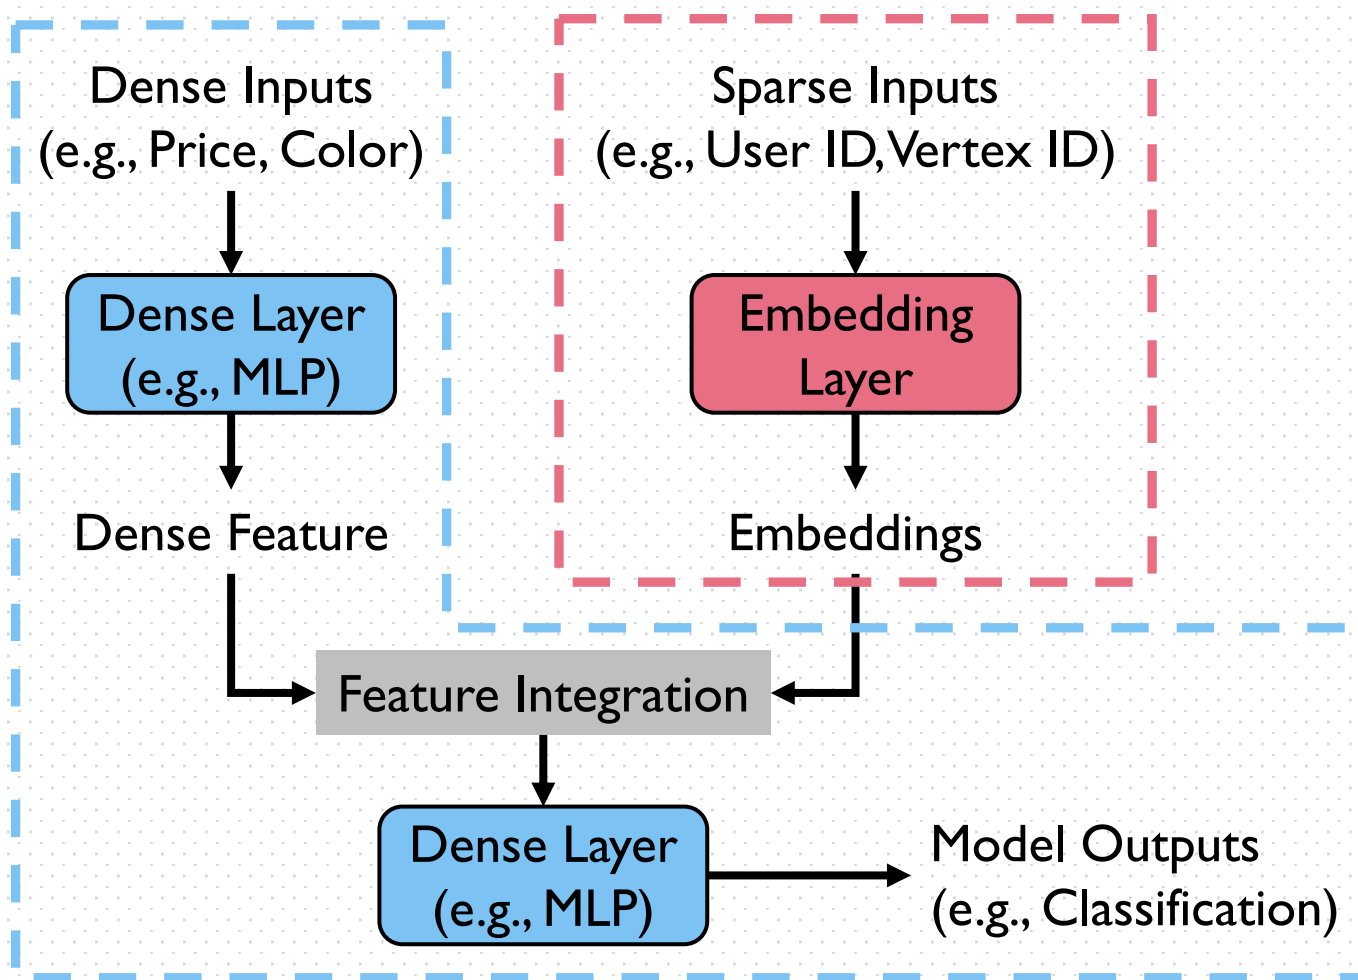 Dense Inputs
(e.g., Price, Color)
Sparse Inputs
(e.g., User ID, Vertex ID)
Dense Layer
(e.g., MLP)
Embedding
Layer
Dense Feature
Embeddings
Feature Integration
Dense Layer
(e.g., MLP)
Model Outputs
(e.g., Classification)